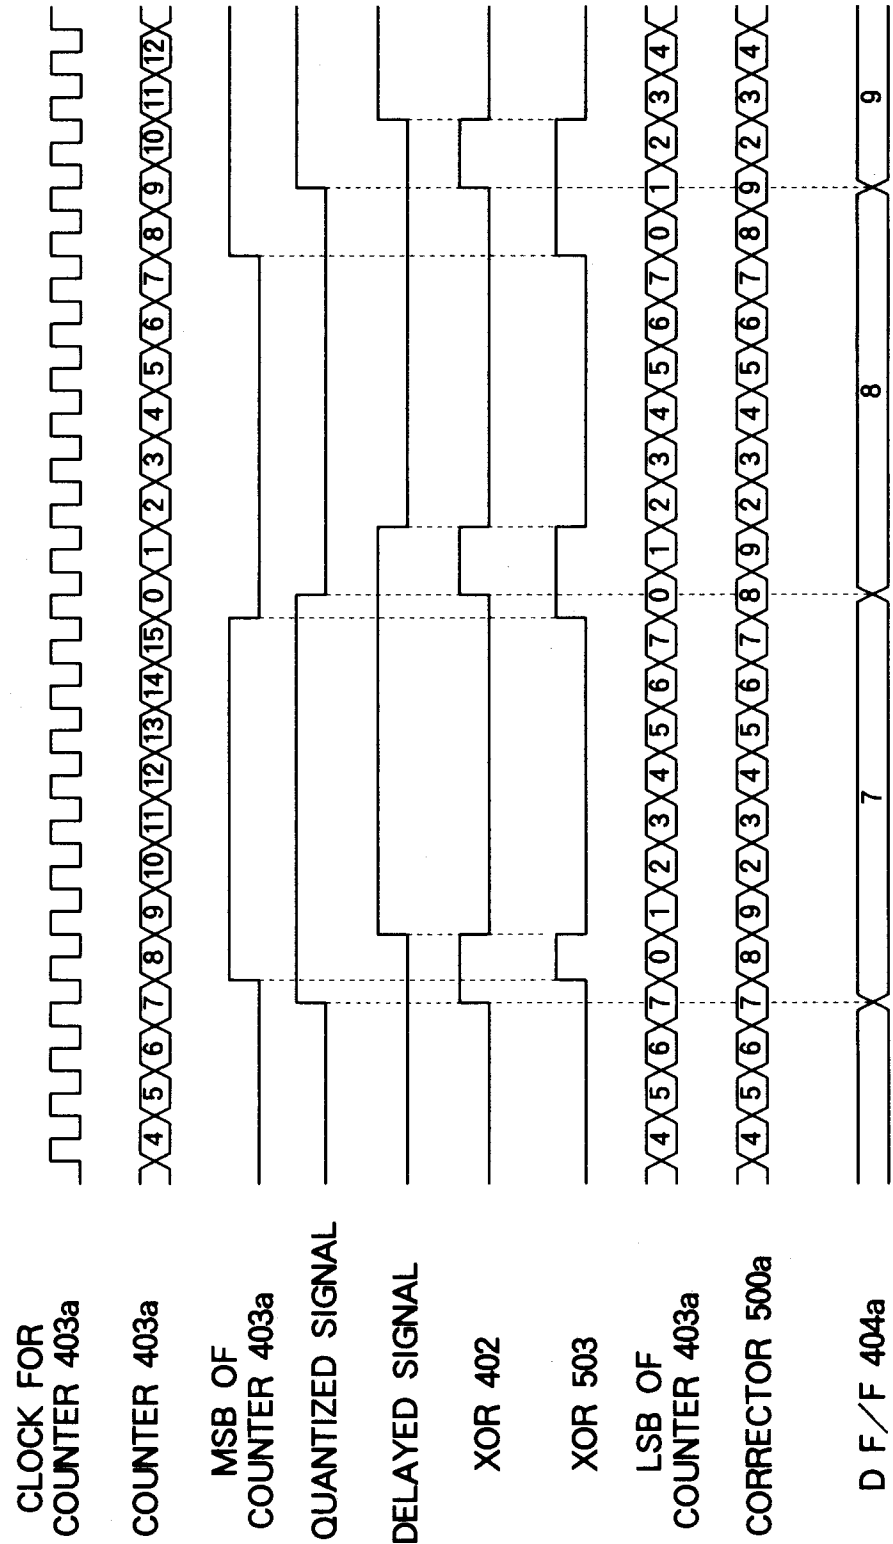 CLOCK FOR
COUNTER 403a
COUNTER 403a
4 5 6 7 8 9 10 11 12 13 14 15 0 1 2 3 4 5 6 7 8 9 10 11 12
MSB OF
COUNTER 403a
QUANTIZED SIGNAL
DELAYED SIGNAL
XOR 402
XOR 503
LSB OF
COUNTER 403a
4 5 6 7 0 1 2 3 4 5 6 7 0 1 2 3 4 5 6 7 0 1 2 3 4
CORRECTOR 500a
4 5 6 7 8 9 2 3 4 5 6 7 8 9 2 3 4 5 6 7 8 9 2 3 4
D F/F 404a
7 8 9